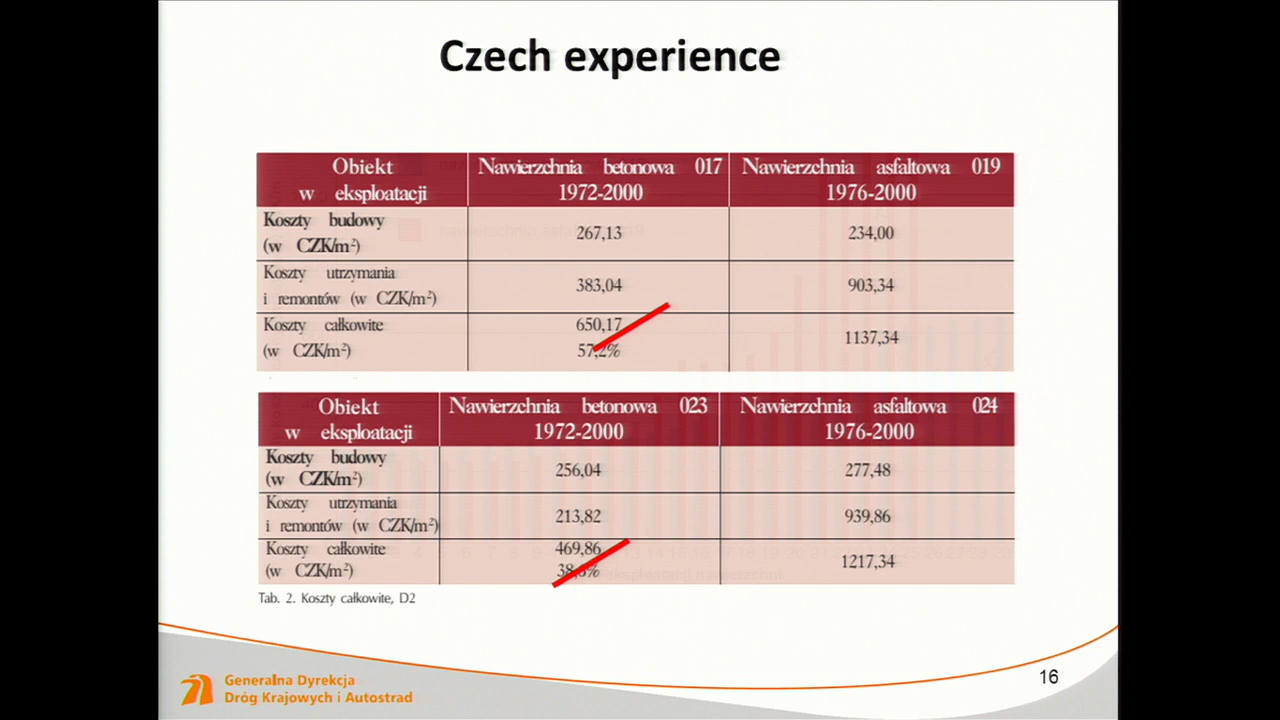 Czech experience
Obiekt
w eksploatacji
Nawierzchnia betonowa 017
1972-2000
Nawierzchnia asfaltowa 019
1976-2000
Koszty budowy
(w CZK/m²)
267,13
234,00
Koszty utrzymania
i remontów (w CZK/m²)
383,04
903,34
Koszty całkowite
(w CZK/m²)
650,17
57,2%
1137,34
Obiekt
w eksploatacji
Nawierzchnia betonowa 023
1972-2000
Nawierzchnia asfaltowa 024
1976-2000
Koszty budowy
(w CZK/m²)
256,04
277,48
Koszty utrzymania
i remontów (w CZK/m²)
213,82
939,86
Koszty całkowite
(w CZK/m²)
469,86
1217,34
Tab. 2. Koszty całkowite, D2
Generalna Dyrekcja
Dróg Krajowych i Autostrad
16